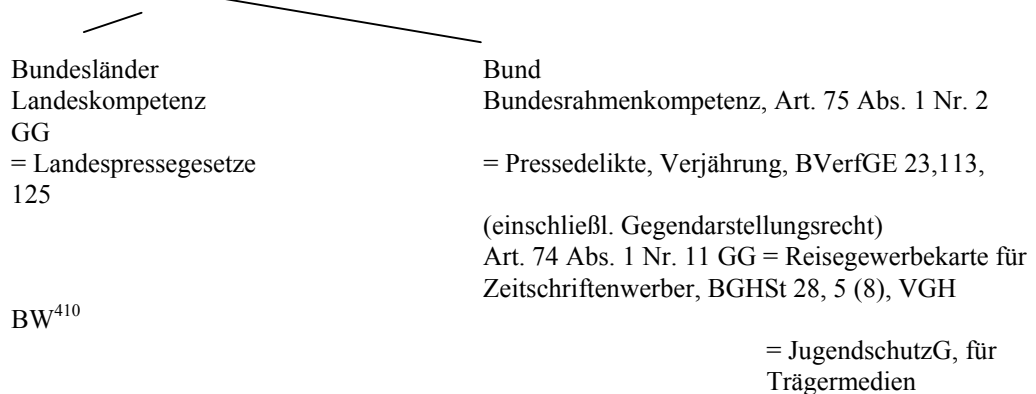 Bundesländer Bund
Landeskompetenz Bundesrahmenkompetenz, Art. 75 Abs. 1 Nr. 2
GG
= Landespressegesetze = Pressedelikte, Verjährung, BVerfGE 23,113,
125
(einschließl. Gegendarstellungsrecht)
Art. 74 Abs. 1 Nr. 11 GG = Reisegewerbekarte für
Zeitschriftenwerber, BGHSt 28, 5 (8), VGH
BW410
= JugendschutzG, für
Trägermedien